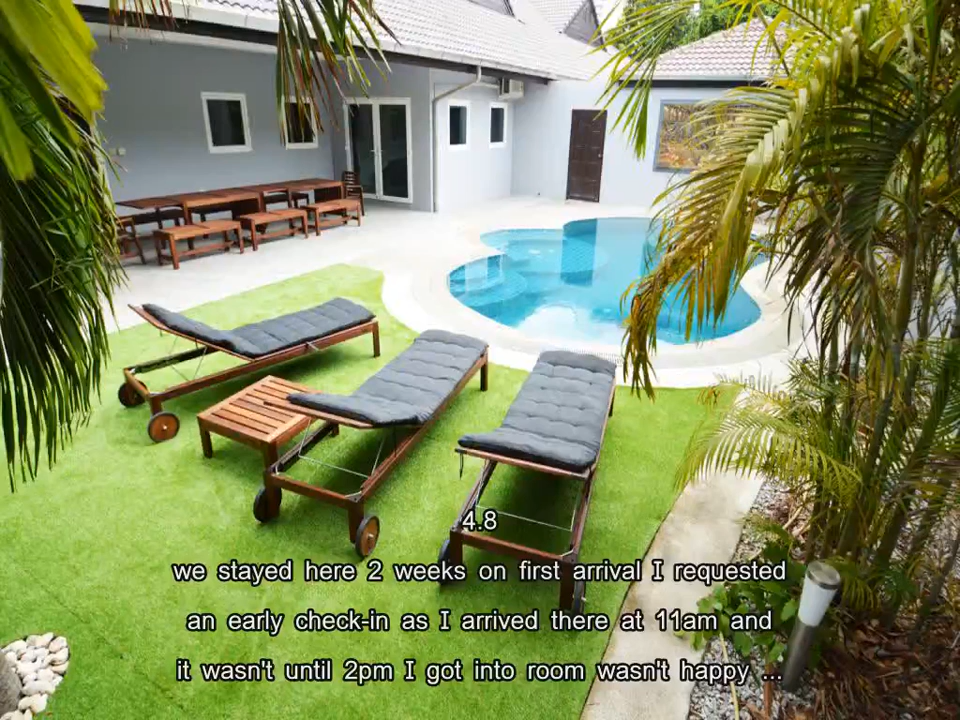 4.8
we stayed here 2 weeks on first arrival I requested
an early check-in as I arrived there at 11am and
it wasn't until 2pm I got into room wasn't happy ...